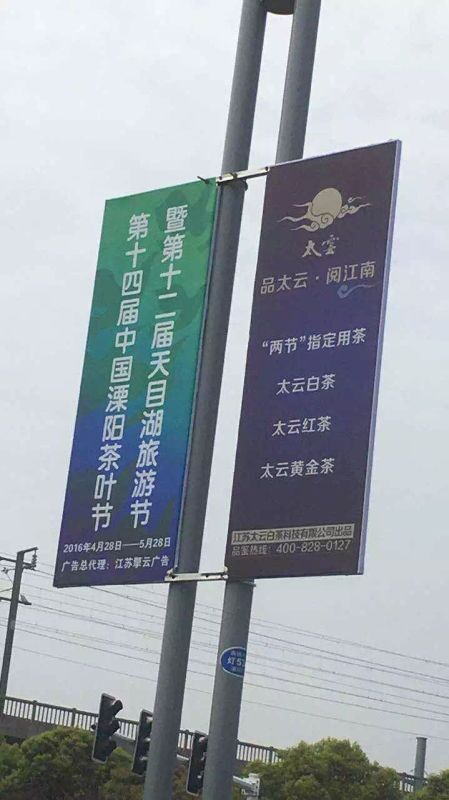 第十四届中国溧阳茶叶节
暨第十二届天目湖旅游节
2016年4月28日——5月28日
广告总代理：江苏擎云广告
太雲
品太云·阅江南
“两节”指定用茶
太云白茶
太云红茶
太云黄金茶
江苏太云白茶科技有限公司出品
品鉴热线：400-828-0127